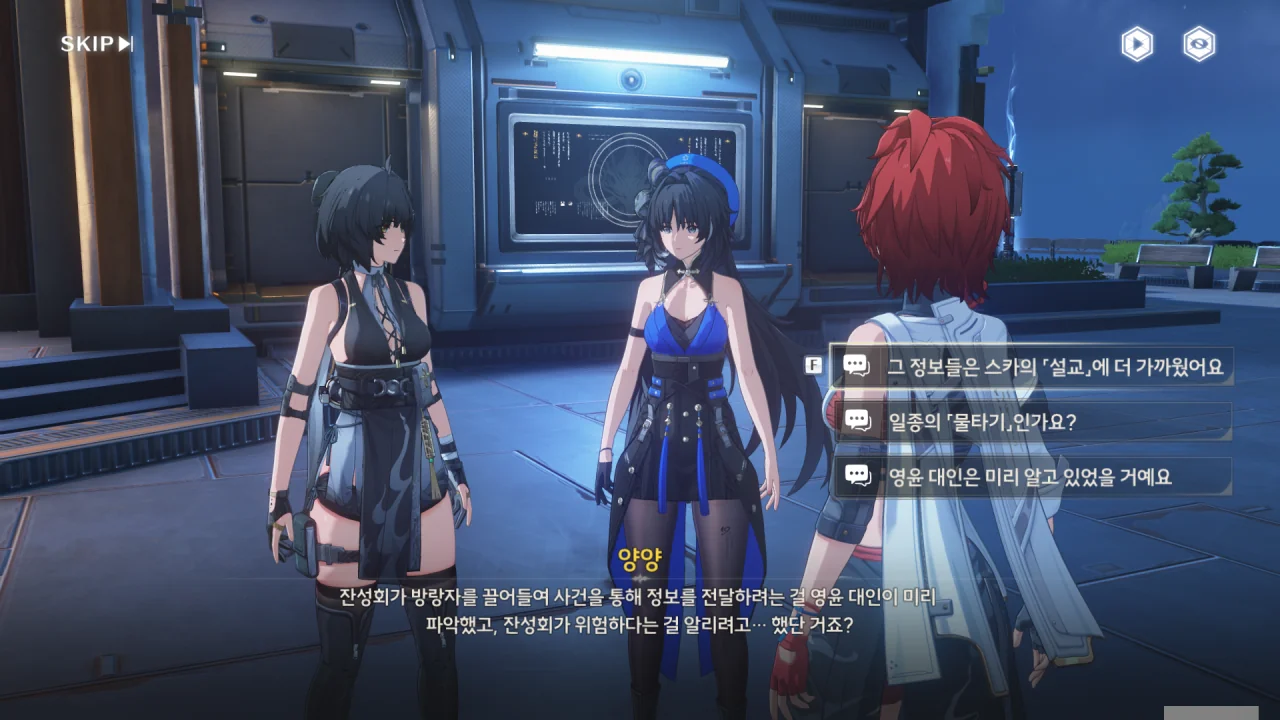 SKIP
F
그 정보들은 스카의 「설교」에 더 가까웠어요
일종의 「물타기」인가요?
영윤 대인은 미리 알고 있었을 거예요
양양
잔성회가 방랑자를 끌어들여 사건을 통해 정보를 전달하려는 걸 영윤 대인이 미리
파악했고, 잔성회가 위험하다는 걸 알리려고… 했단 거죠?